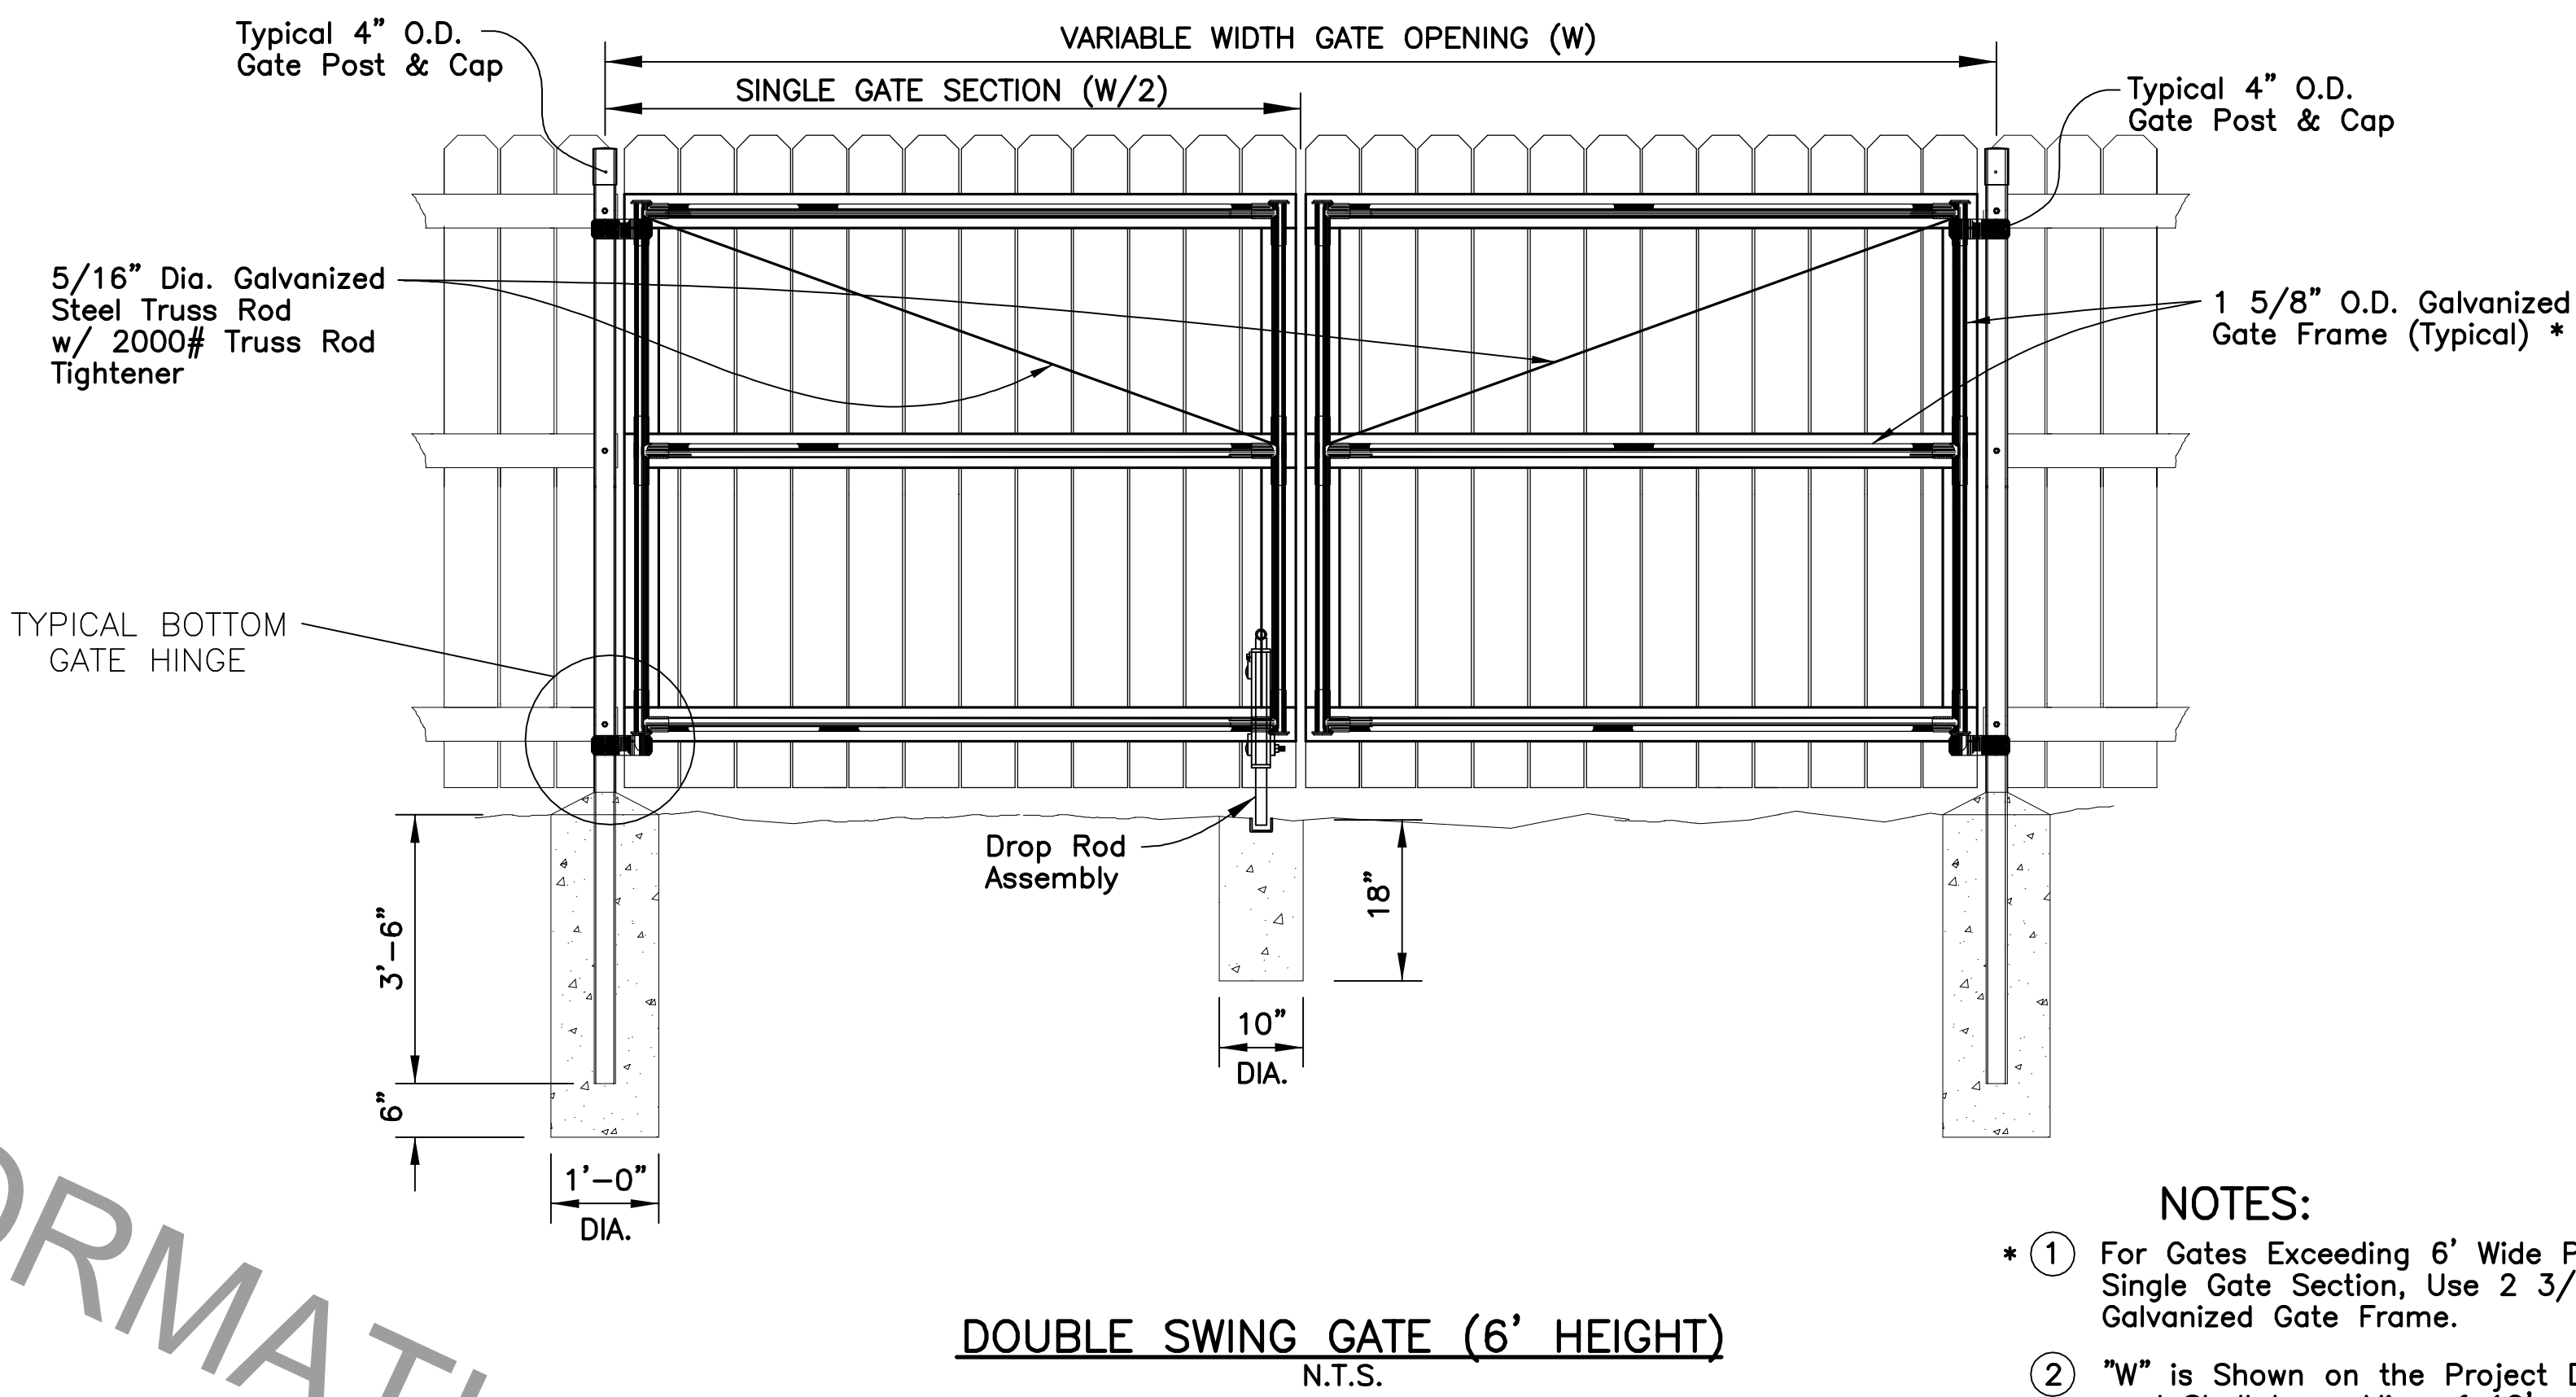 Typical 4” O.D.
Gate Post & Cap
VARIABLE WIDTH GATE OPENING (W)
SINGLE GATE SECTION (W/2)
Typical 4” O.D.
Gate Post & Cap
5/16” Dia. Galvanized
Steel Truss Rod
w/ 2000# Truss Rod
Tightener
1 5/8” O.D. Galvanized
Gate Frame (Typical) *
TYPICAL BOTTOM
GATE HINGE
Drop Rod
Assembly
18”
3’-6”
10”
DIA.
6”
1’-0”
DIA.
NOTES:
* 1 For Gates Exceeding 6’ Wide P
Single Gate Section, Use 2 3/
Galvanized Gate Frame.
2 ”W” is Shown on the Project D
DOUBLE SWING GATE (6’ HEIGHT)
N.T.S.
ORMATI